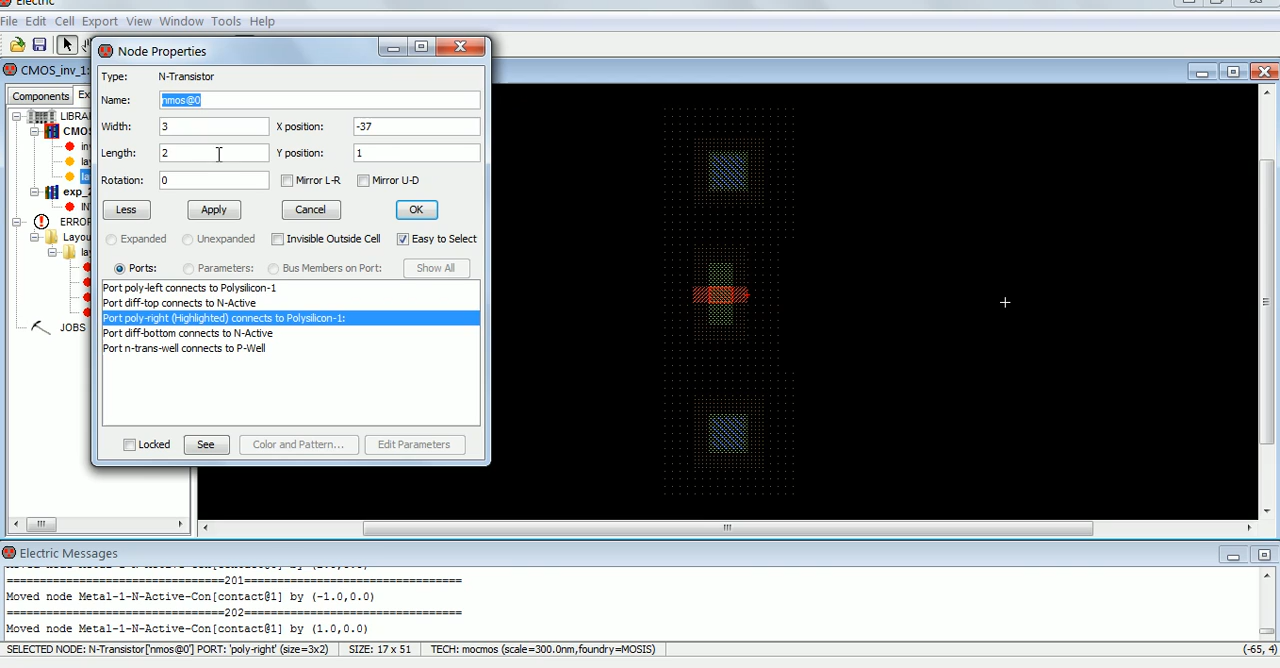 Electric
File Edit Cell Export View Window Tools Help
CMOS_inv_1:
Components
Ex
LIBRA
CMOS
in
lay
la
exp_2
IN
ERROR
Layou
la
JOBS
Node Properties
Type: N-Transistor
Name: nmos@0
Width: 3 X position: -37
Length: 2 Y position: 1
Rotation: 0 Mirror L-R Mirror U-D
Less Apply Cancel OK
Expanded Unexpanded Invisible Outside Cell Easy to Select
Ports: Parameters: Bus Members on Port: Show All
Port poly-left connects to Polysilicon-1
Port diff-top connects to N-Active
Port poly-right (Highlighted) connects to Polysilicon-1:
Port diff-bottom connects to N-Active
Port n-trans-well connects to P-Well
Locked See Color and Pattern... Edit Parameters
Electric Messages
================================201================================
Moved node Metal-1-N-Active-Con[contact@1] by (-1.0,0.0)
================================202================================
Moved node Metal-1-N-Active-Con[contact@1] by (1.0,0.0)
SELECTED NODE: N-Transistor['nmos@0'] PORT: 'poly-right' (size=3x2) SIZE: 17 x 51 TECH: mocmos (scale=300.0nm,foundry=MOSIS) (-65, 4)